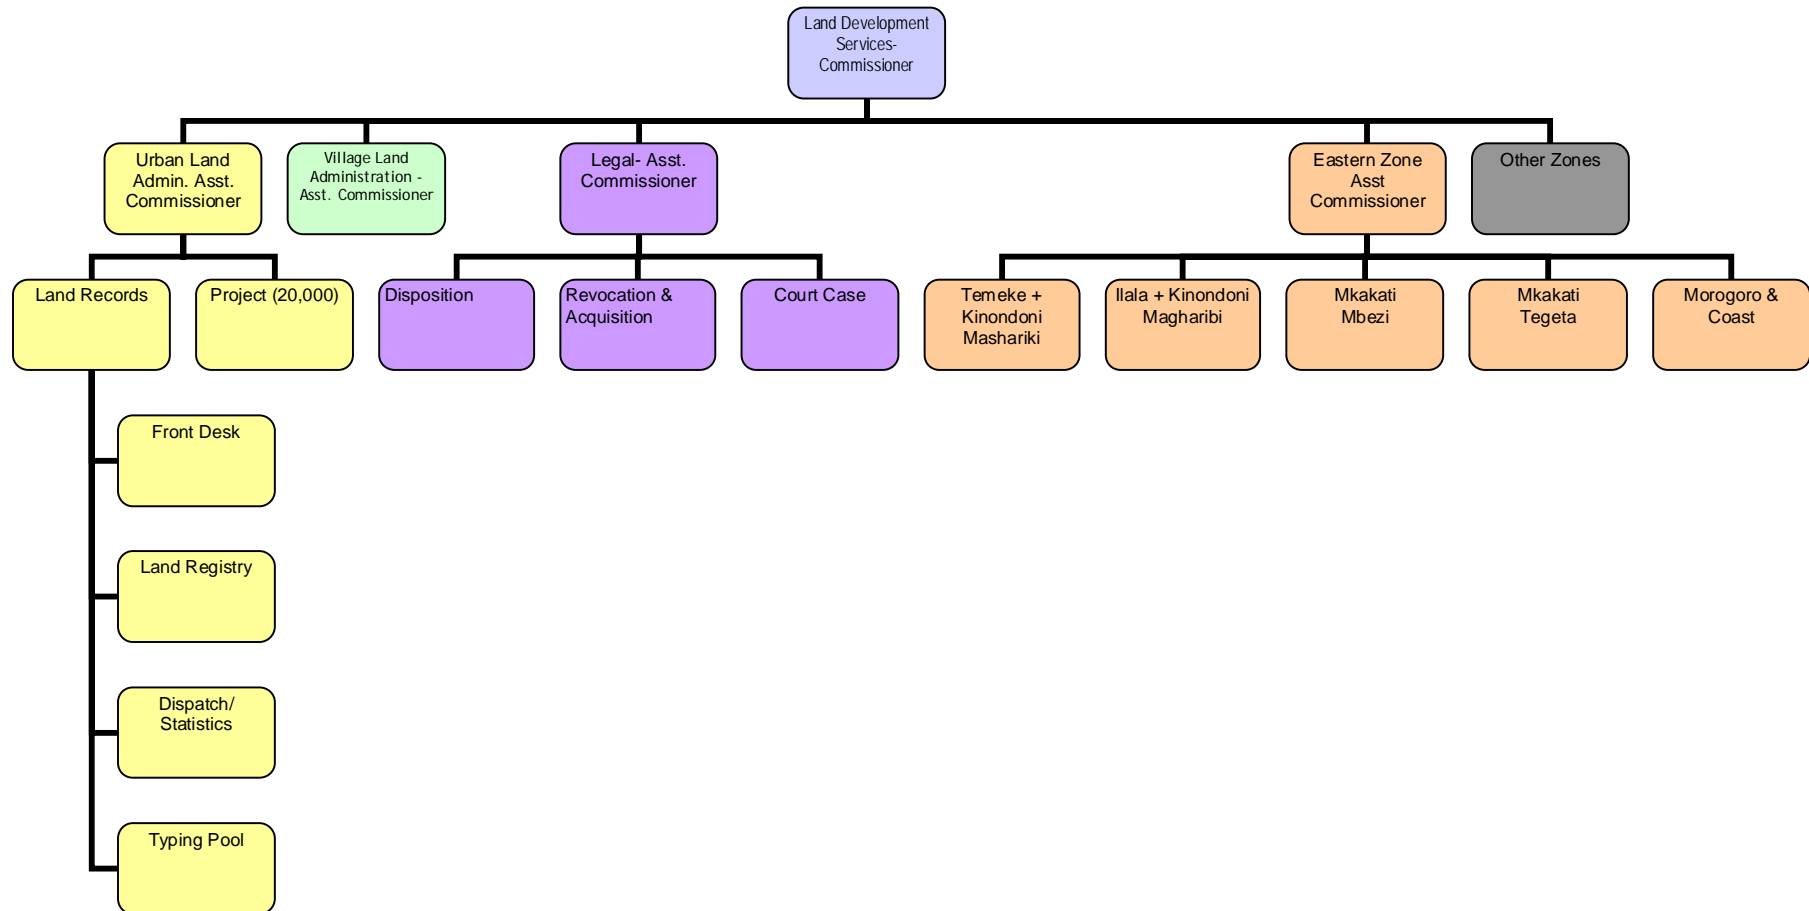 Land Development
Services-
Commissioner
Urban Land
Admin. Asst.
Commissioner
Village Land
Administration -
Asst. Commissioner
Legal- Asst.
Commissioner
Eastern Zone
Asst
Commissioner
Other Zones
Land Records
Project (20,000)
Disposition
Revocation &
Acquisition
Court Case
Temeke +
Kinondoni
Mashariki
Ilala + Kinondoni
Magharibi
Mkakati
Mbezi
Mkakati
Tegeta
Morogoro &
Coast
Front Desk
Land Registry
Dispatch/
Statistics
Typing Pool